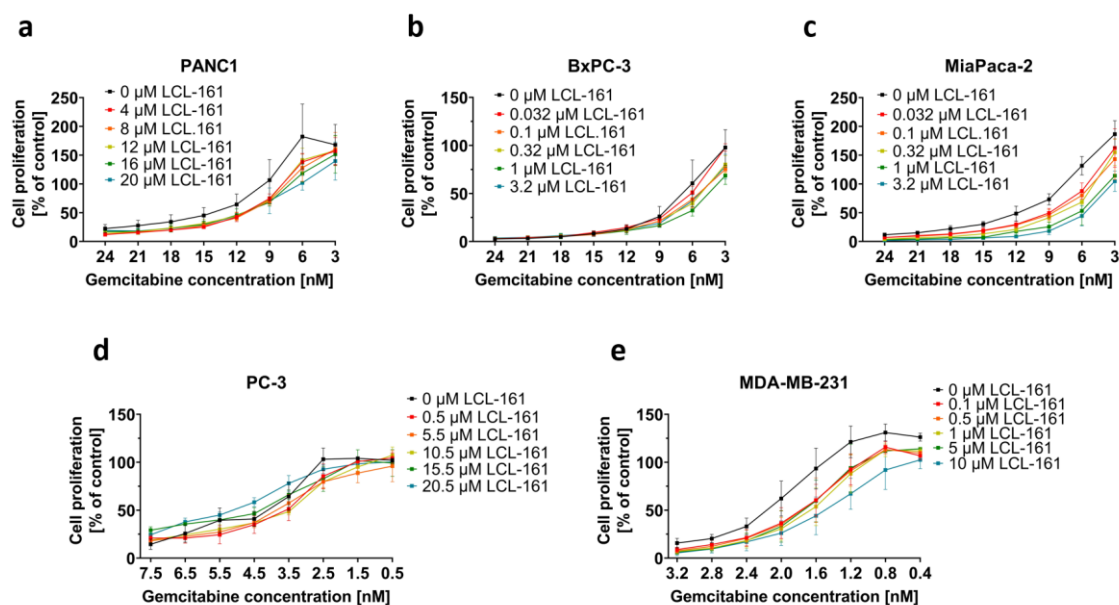 a
PANC1
Cell proliferation
[% of control]
250
200
150
100
50
0
0 µM LCL-161
4 µM LCL-161
8 µM LCL.161
12 µM LCL-161
16 µM LCL-161
20 µM LCL-161
24 21 18 15 12 9 6 3
Gemcitabine concentration [nM]
b
BxPC-3
Cell proliferation
[% of control]
150
100
50
0
0 µM LCL-161
0.032 µM LCL-161
0.1 µM LCL.161
0.32 µM LCL-161
1 µM LCL-161
3.2 µM LCL-161
24 21 18 15 12 9 6 3
Gemcitabine concentration [nM]
c
MiaPaca-2
Cell proliferation
[% of control]
250
200
150
100
50
0
0 µM LCL-161
0.032 µM LCL-161
0.1 µM LCL.161
0.32 µM LCL-161
1 µM LCL-161
3.2 µM LCL-161
24 21 18 15 12 9 6 3
Gemcitabine concentration [nM]
d
PC-3
Cell proliferation
[% of control]
150
100
50
0
0 µM LCL-161
0.5 µM LCL-161
5.5 µM LCL-161
10.5 µM LCL-161
15.5 µM LCL-161
20.5 µM LCL-161
7.5 6.5 5.5 4.5 3.5 2.5 1.5 0.5
Gemcitabine concentration [nM]
e
MDA-MB-231
Cell proliferation
[% of control]
150
100
50
0
0 µM LCL-161
0.1 µM LCL-161
0.5 µM LCL-161
1 µM LCL-161
5 µM LCL-161
10 µM LCL-161
3.2 2.8 2.4 2.0 1.6 1.2 0.8 0.4
Gemcitabine concentration [nM]